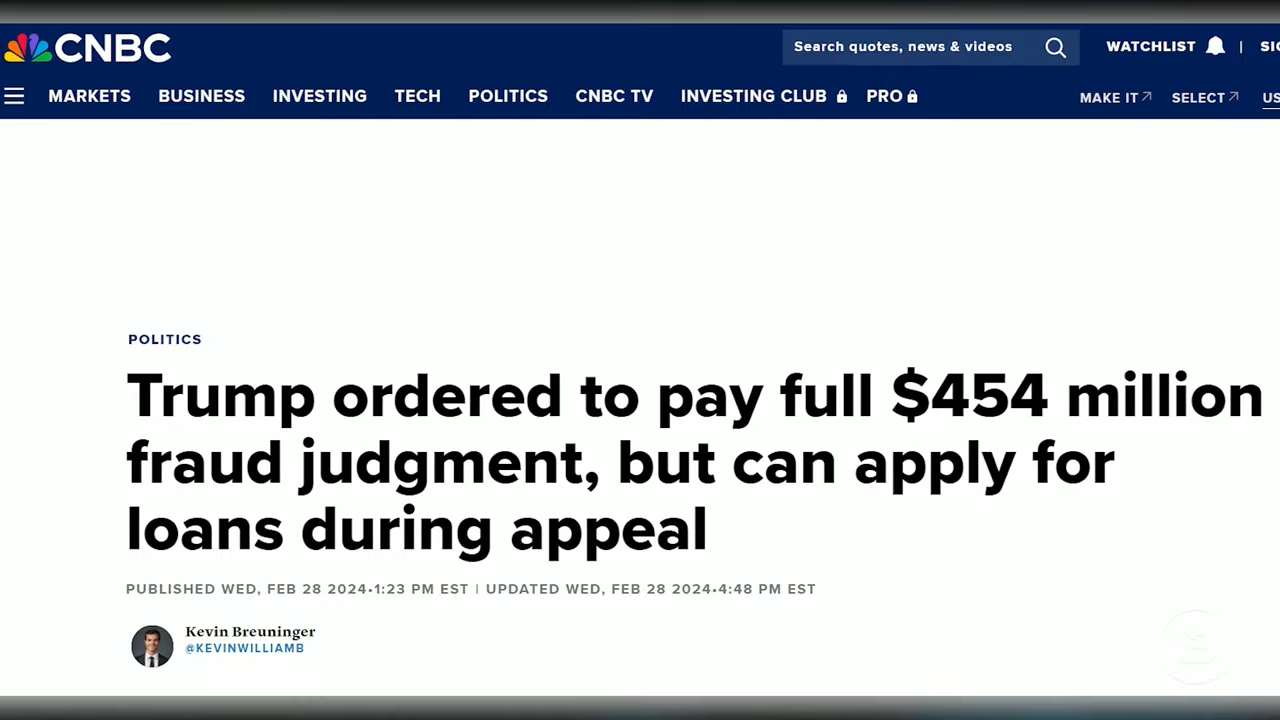 CNBC
Search quotes, news & videos
WATCHLIST | SIG
MARKETS BUSINESS INVESTING TECH POLITICS CNBC TV INVESTING CLUB PRO
MAKE IT SELECT US
POLITICS
Trump ordered to pay full $454 million
fraud judgment, but can apply for
loans during appeal
PUBLISHED WED, FEB 28 2024•1:23 PM EST | UPDATED WED, FEB 28 2024•4:48 PM EST
Kevin Breuninger
@KEVINWILLIAMB